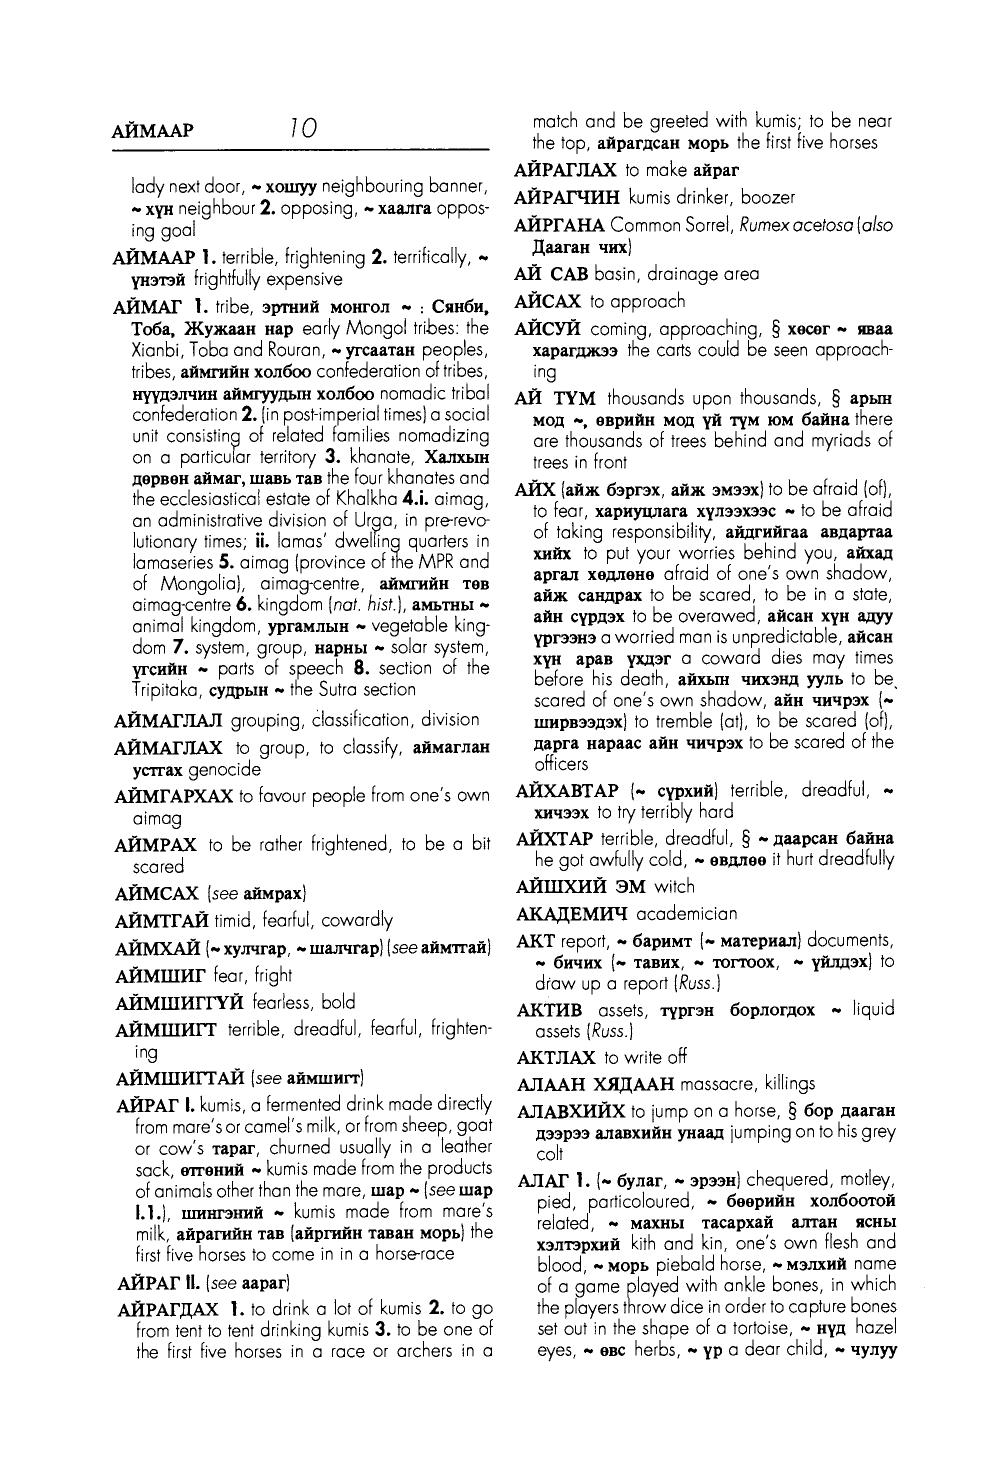 АЙМААР 10
lady next door, ~ хошуу neighbouring banner,
~ хүн neighbour 2. opposing, ~ хаалга oppos-
ing goal
АЙМААР 1. terrible, frightening 2. terrifically, ~
үнэтэй frightfully expensive
АЙМАГ 1. tribe, эртний монгол ~ : Сянби,
Тоба, Жужаан нар early Mongol tribes: the
Xianbi, Toba and Rouran, ~ угсаатан peoples,
tribes, аймгийн холбоо confederation of tribes,
нүүдэлчин аймгуудын холбоо nomadic tribal
confederation 2. (in post-imperial times) a social
unit consisting of related families nomadizing
on a particular territory 3. khanate, Халхын
дөрвөн аймаг, шавь тав the four khanates and
the ecclesiastical estate of Khalkha 4.i. aimag,
an administrative division of Urga, in pre-revo-
lutionary times; ii. lamas' dwelling quarters in
lamaseries 5. aimag (province of the MPR and
of Mongolia), aimag-centre, аймгийн төв
aimag-centre 6. kingdom (nat. hist.), амьтны ~
animal kingdom, ургамлын ~ vegetable king-
dom 7. system, group, нарны ~ solar system,
үгсийн ~ parts of speech 8. section of the
Tripitaka, судрын ~ the Sutra section
АЙМАГЛАЛ grouping, classification, division
АЙМАГЛАХ to group, to classify, аймаглан
устгах genocide
АЙМГАРХАХ to favour people from one's own
aimag
АЙМРАХ to be rather frightened, to be a bit
scared
АЙМСАХ (see аймрах)
АЙМТГАЙ timid, fearful, cowardly
АЙМХАЙ (~ хулчгар, ~ шалчгар) (see аймтгай)
АЙМШИГ fear, fright
АЙМШИГГҮЙ fearless, bold
АЙМШИГТ terrible, dreadful, fearful, frighten-
ing
АЙМШИГТАЙ (see аймшигт)
АЙРАГ I. kumis, a fermented drink made directly
from mare's or camel's milk, or from sheep, goat
or cow's тараг, churned usually in a leather
sack, өтгөний ~ kumis made from the products
of animals other than the mare, шар ~ (see шар
I.1.), шингэний ~ kumis made from mare's
milk, айрагийн тав (айргийн таван морь) the
first five horses to come in in a horse-race
АЙРАГ II. (see аараг)
АЙРАГДАХ 1. to drink a lot of kumis 2. to go
from tent to tent drinking kumis 3. to be one of
the first five horses in a race or archers in a
match and be greeted with kumis; to be near
the top, айрагдсан морь the first five horses
АЙРАГЛАХ to make айраг
АЙРАГЧИН kumis drinker, boozer
АЙРГАНА Common Sorrel, Rumex acetosa (also
Дааган чих)
АЙ САВ basin, drainage area
АЙСАХ to approach
АЙСУЙ coming, approaching, § хөсөг ~ яваа
харагджээ the carts could be seen approach-
ing
АЙ ТҮМ thousands upon thousands, § арын
мод ~, өврийн мод үй түм юм байна there
are thousands of trees behind and myriads of
trees in front
АЙХ (айж бэргэх, айж эмээх) to be afraid (of),
to fear, хариуцлага хүлээхээс ~ to be afraid
of taking responsibility, айдгийгаа авдартаа
хийх to put your worries behind you, айхад
аргал хөдлөнө afraid of one's own shadow,
айж сандрах to be scared, to be in a state,
айн сүрдэх to be overawed, айсан хүн адуу
үргээнэ a worried man is unpredictable, айсан
хүн арав үхдэг a coward dies may times
before his death, айхын чихэнд ууль to be
scared of one's own shadow, айн чичрэх (~
ширвээдэх) to tremble (at), to be scared (of),
дарга нараас айн чичрэх to be scared of the
officers
АЙХАВТАР (~ сүрхий) terrible, dreadful, ~
хичээх to try terribly hard
АЙХТАР terrible, dreadful, § ~ даарсан байна
he got awfully cold, ~ өвдлөө it hurt dreadfully
АЙШХИЙ ЭМ witch
АКАДЕМИЧ academician
АКТ report, ~ баримт (~ материал) documents,
~ бичих (~ тавих, ~ тогтоох, ~ үйлдэх) to
draw up a report (Russ.)
АКТИВ assets, түргэн борлогдох ~ liquid
assets (Russ.)
АКТЛАХ to write off
АЛААН ХЯДААН massacre, killings
АЛАВХИЙХ to jump on a horse, § бор дааган
дээрээ алавхийн унаад jumping on to his grey
colt
АЛАГ 1. (~ булаг, ~ эрээн) chequered, motley,
pied, particoloured, ~ бөөрийн холбоотой
related, ~ махны тасархай алтан ясны
хэлтэрхий kith and kin, one's own flesh and
blood, ~ морь piebald horse, ~ мэлхий name
of a game played with ankle bones, in which
the players throw dice in order to capture bones
set out in the shape of a tortoise, ~ нүд hazel
eyes, ~ өвс herbs, ~ үр a dear child, ~ чулуу